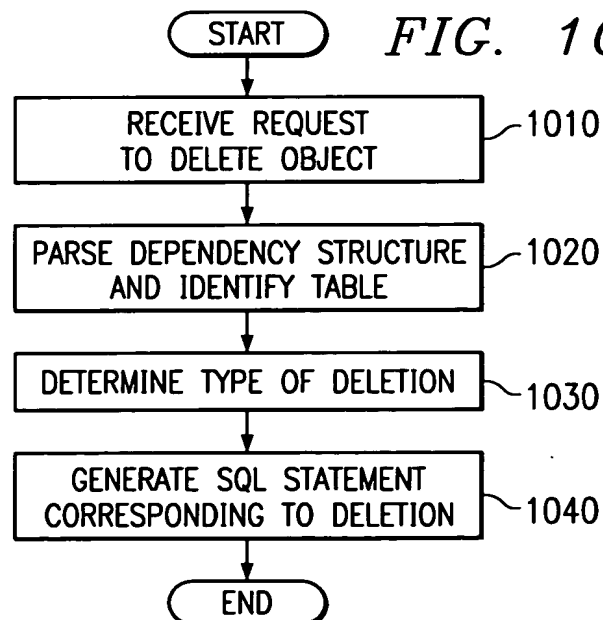 START
FIG. 10
RECEIVE REQUEST
TO DELETE OBJECT
1010
PARSE DEPENDENCY STRUCTURE
AND IDENTIFY TABLE
1020
DETERMINE TYPE OF DELETION
1030
GENERATE SQL STATEMENT
CORRESPONDING TO DELETION
1040
END